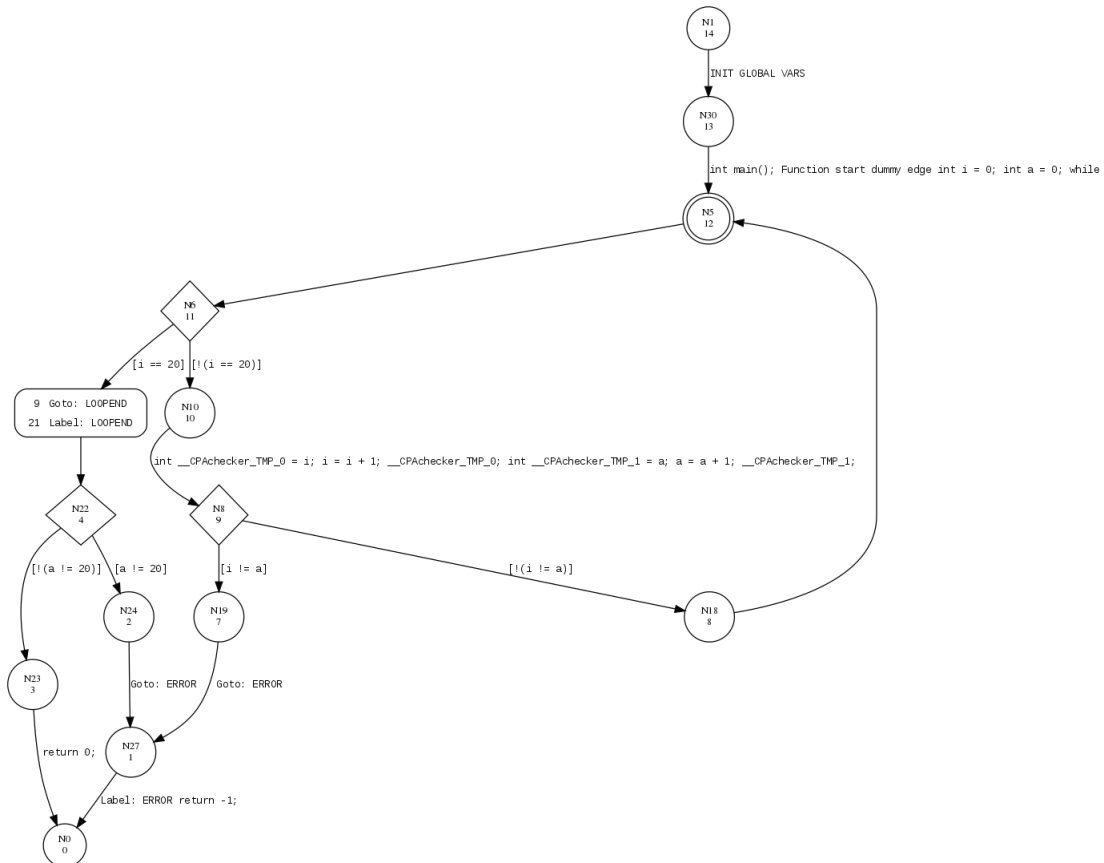 N1
14
INIT GLOBAL VARS
N30
13
int main(); Function start dummy edge int i = 0; int a = 0; while
N5
12
N6
11
[i == 20]
[!(i == 20)]
9 Goto: LOOPEND
21 Label: LOOPEND
N10
10
int __CPAchecker_TMP_0 = i; i = i + 1; __CPAchecker_TMP_0; int __CPAchecker_TMP_1 = a; a = a + 1; __CPAchecker_TMP_1;
N22
4
N8
9
[!(a != 20)]
[a != 20]
[i != a]
[!(i != a)]
N24
2
N19
7
N18
8
N23
3
Goto: ERROR
Goto: ERROR
N27
1
return 0;
Label: ERROR return -1;
N0
0